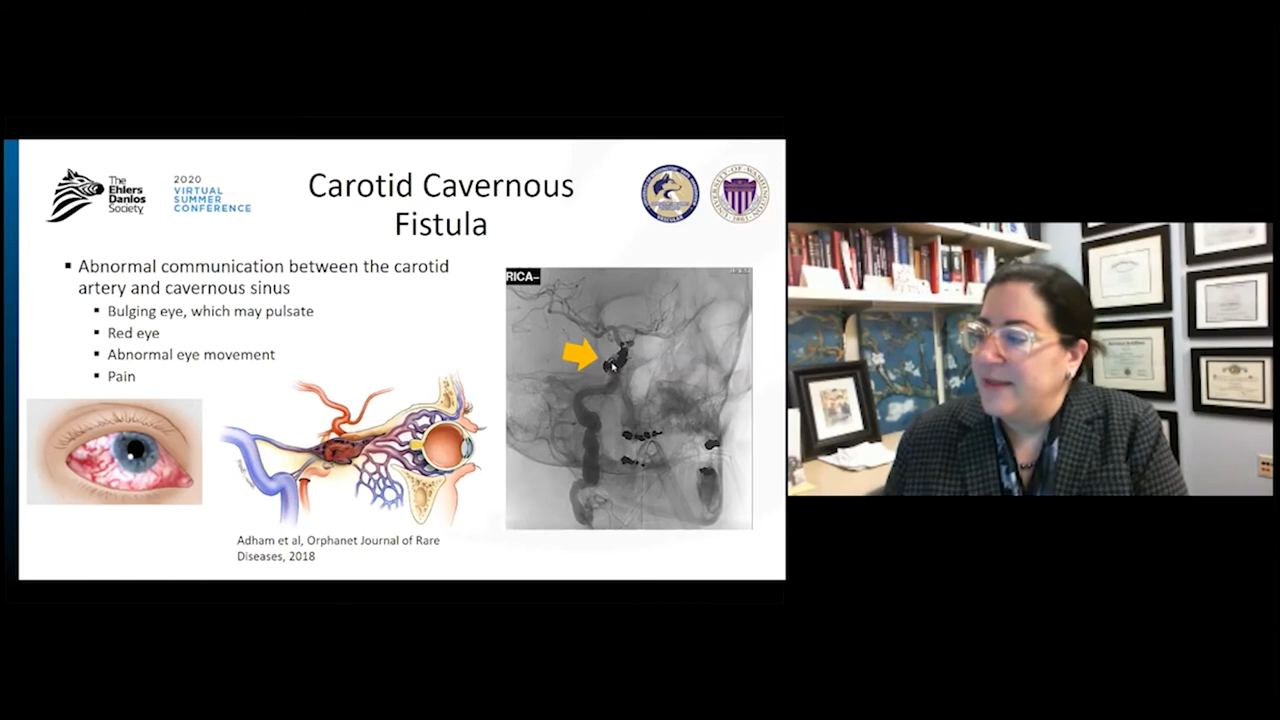 The
Ehlers
Danlos
Society
2020
VIRTUAL
SUMMER
CONFERENCE
Carotid Cavernous
Fistula
▪ Abnormal communication between the carotid
artery and cavernous sinus
▪ Bulging eye, which may pulsate
▪ Red eye
▪ Abnormal eye movement
▪ Pain
RICA-
Adham et al, Orphanet Journal of Rare
Diseases, 2018